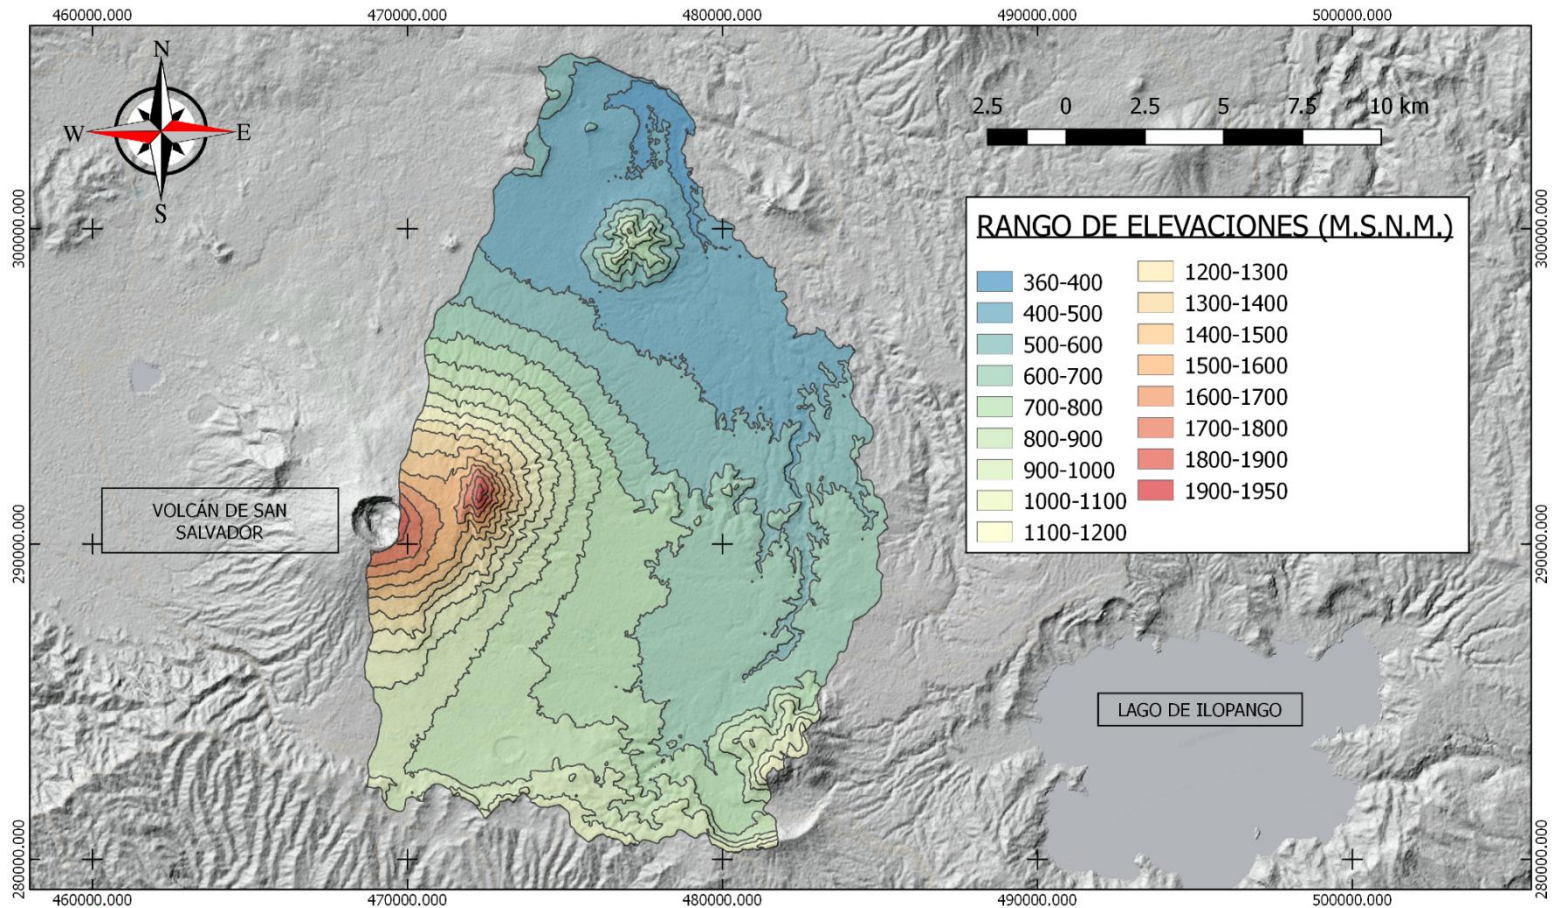 460000.000 470000.000 480000.000 490000.000 500000.000
N
W E
S
2.5 0 2.5 5 7.5 10 km
300000.000 300000.000
RANGO DE ELEVACIONES (M.S.N.M.)
360-400
400-500
500-600
600-700
700-800
800-900
900-1000
1000-1100
1100-1200
1200-1300
1300-1400
1400-1500
1500-1600
1600-1700
1700-1800
1800-1900
1900-1950
VOLCÁN DE SAN
SALVADOR
290000.000 290000.000
LAGO DE ILOPANGO
280000.000 280000.000
460000.000 470000.000 480000.000 490000.000 500000.000